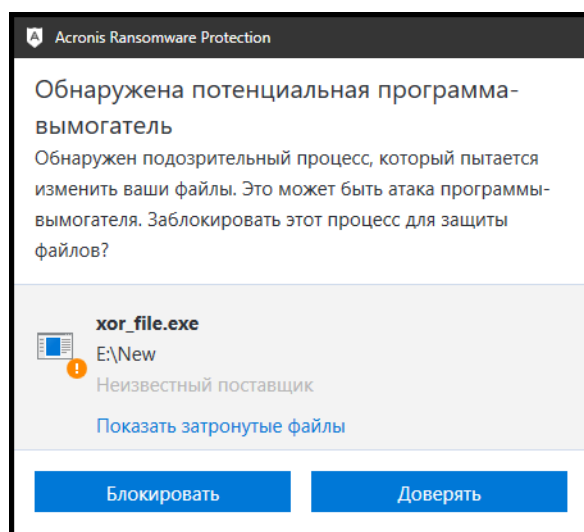 Acronis Ransomware Protection
Обнаружена потенциальная программа-
вымогатель
Обнаружен подозрительный процесс, который пытается
изменить ваши файлы. Это может быть атака программы-
вымогателя. Заблокировать этот процесс для защиты
файлов?
xor_file.exe
E:\New
Неизвестный поставщик
Показать затронутые файлы
Блокировать Доверять